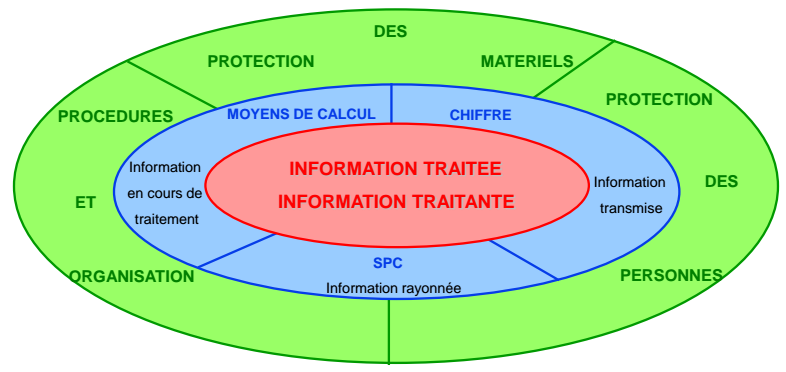 DES
PROTECTION
MATERIELS
PROCEDURES
ET
ORGANISATION
PROTECTION
DES
PERSONNES
MOYENS DE CALCUL
Information
en cours de
traitement
CHIFFRE
Information
transmise
SPC
Information rayonnée
INFORMATION TRAITEE
INFORMATION TRAITANTE